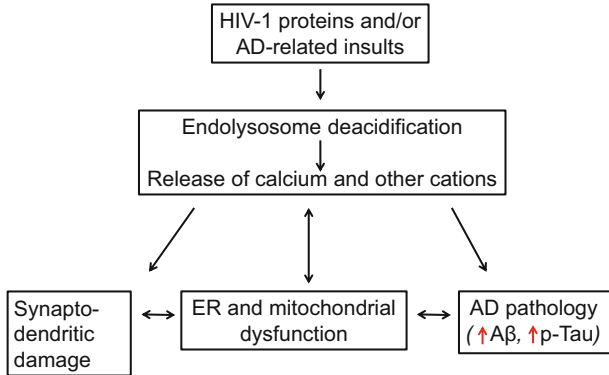 HIV-1 proteins and/or
AD-related insults
Endolysosome deacidification
Release of calcium and other cations
Synapto-
dendritic
damage
ER and mitochondrial
dysfunction
AD pathology
(↑Aβ, ↑p-Tau)